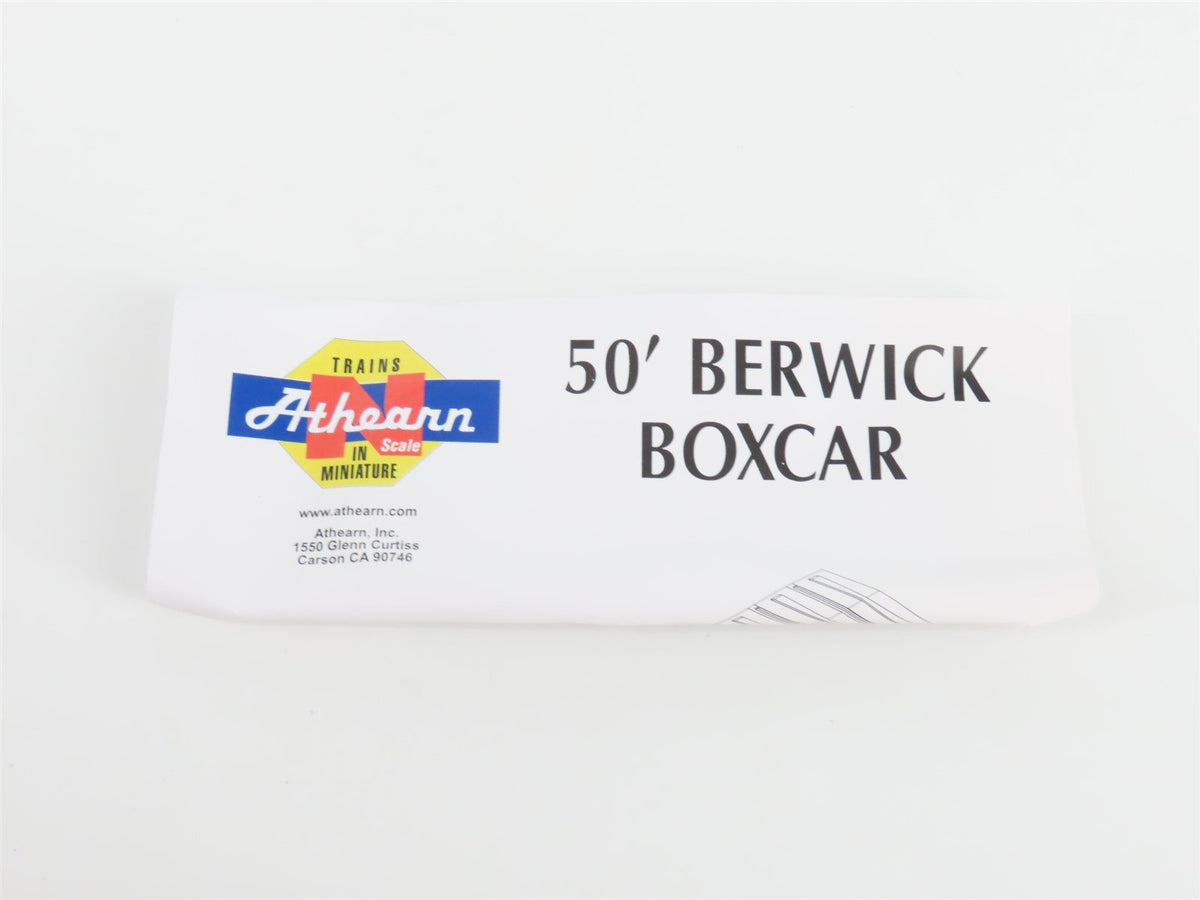 TRAINS
Athearn
N
Scale
IN
MINIATURE
www.athearn.com
Athearn, Inc.
1550 Glenn Curtiss
Carson CA 90746
50' BERWICK
BOXCAR